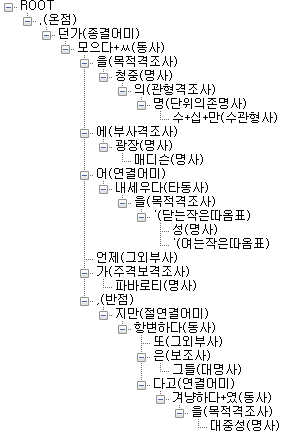 ROOT
.(온점)
던가(종결어미)
모으다+ㅆ(동사)
을(목적격조사)
청중(명사)
의(관형격조사)
명(단위의존명사)
수+십+만(수관형사)
에(부사격조사)
광장(명사)
매디슨(명사)
어(연결어미)
내세우다(타동사)
을(목적격조사)
'(닫는작은따옴표)
성(명사)
'(여는작은따옴표)
언제(그외부사)
가(주격보격조사)
파바로티(명사)
,(반점)
지만(절연결어미)
항변하다(동사)
또(그외부사)
은(보조사)
그들(대명사)
다고(연결어미)
겨냥하다+였(동사)
을(목적격조사)
대중성(명사)